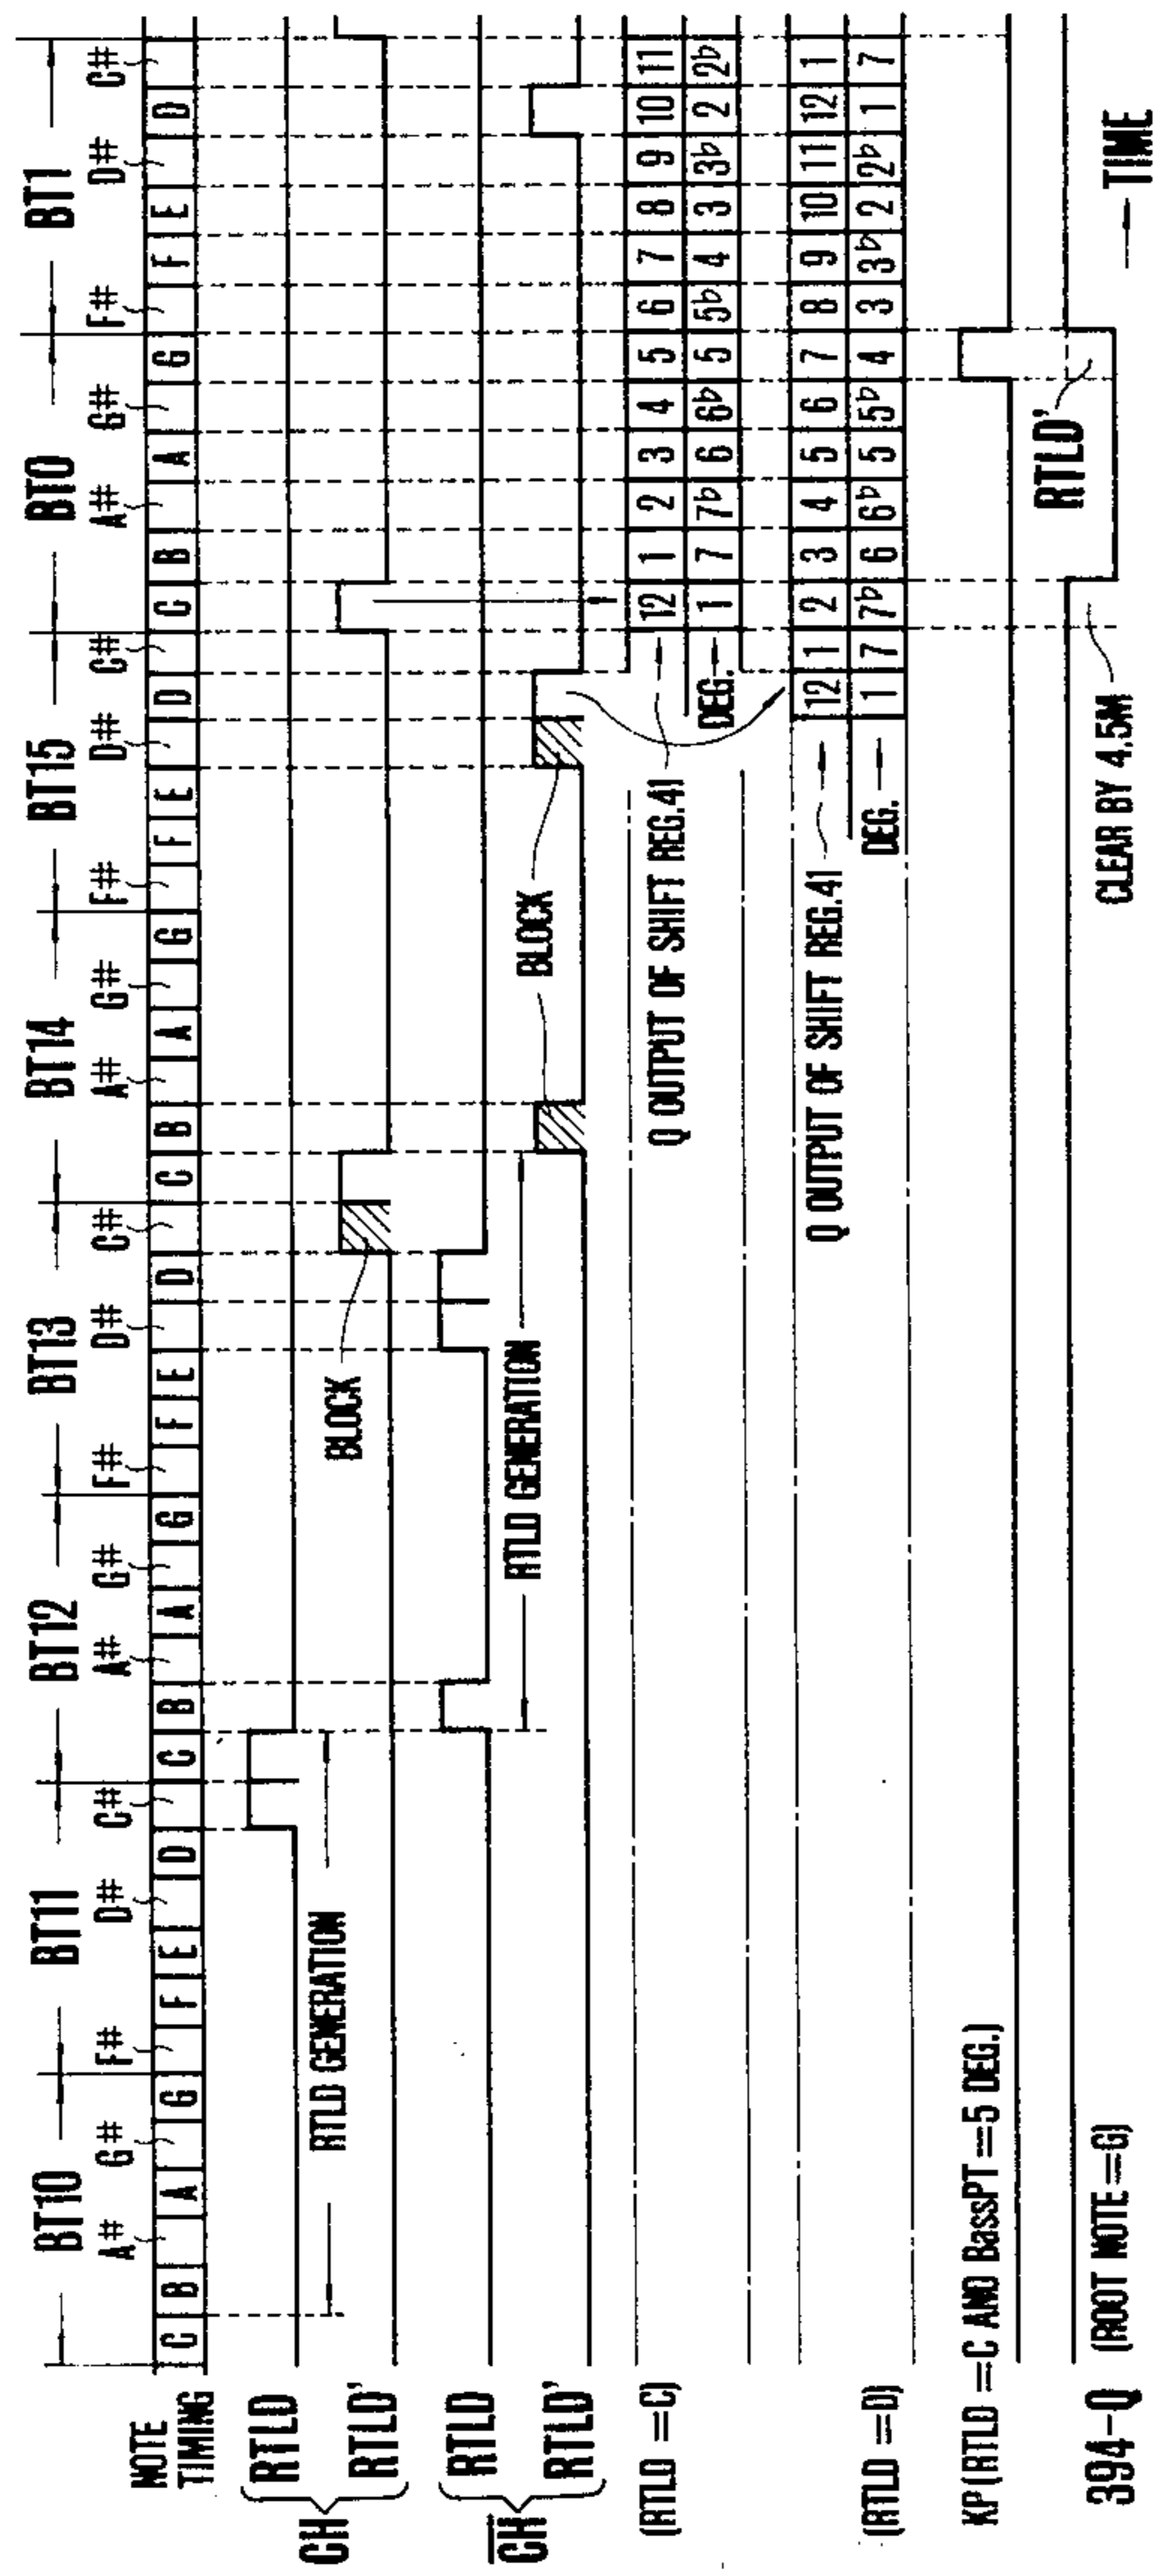 BT10 BT11 BT12 BT13 BT14 BT15 BT0 BT1
A# G# F# D# C# A# G# F# D# C# A# G# F# D# C# A# G# F# D# C#
NOTE TIMING
C B A G F E D C B A G F E D C B A G F E D C B A G F E D
CH
RTLD
RTLD GENERATION
RTLD'
BLOCK
CH
RTLD
RTLD GENERATION
RTLD'
BLOCK
(RTLD=C)
Q OUTPUT OF SHIFT REG.41
12 1 2 3 4 5 6 7 8 9 10 11
DEG.
1 7 7♭ 6 6♭ 5 5♭ 4 3 3♭ 2 2♭
(RTLD=D)
Q OUTPUT OF SHIFT REG.41
12 1 2 3 4 5 6 7 8 9 10 11 12 1
DEG.
1 7 7♭ 6 6♭ 5 5♭ 4 3 3♭ 2 2♭ 1 7
KP(RTLD=C AND BassPT=5 DEG.)
394-Q (ROOT NOTE=G)
CLEAR BY 4.5M
RTLD'
TIME